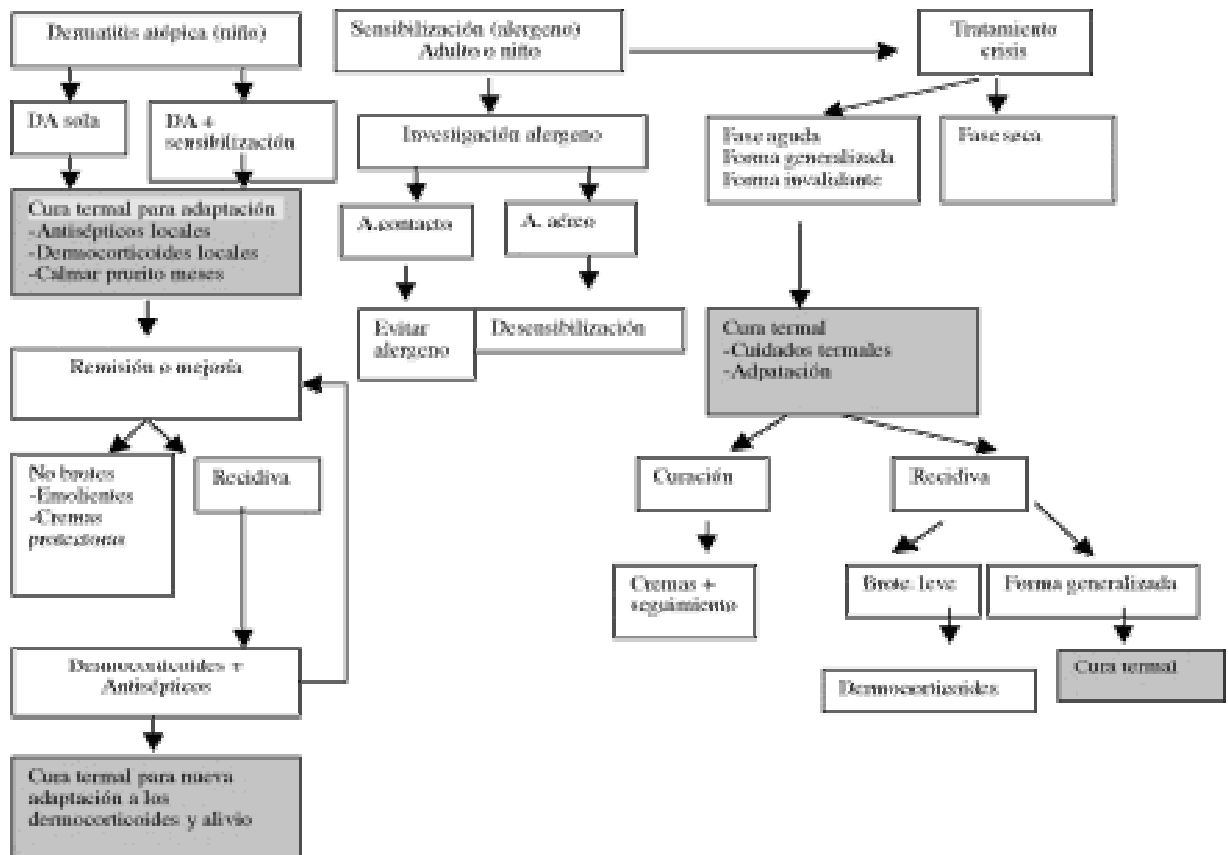 Dermatitis atópica (niño)
Sensibilización (alergeno)
Adulto o niño
Tratamiento
crisis
DA sola
DA +
sensibilización
Investigación alergeno
Fase aguda
Forma generalizada
Forma invalidante
Fase seca
Cura termal para adaptación
-Antisépticos locales
-Dermocorticoides locales
-Calmar prurito meses
A.contacto
A. aéreo
Evitar
alergeno
Desensibilización
Cura termal
-Cuidados termales
-Adpatación
Remisión o mejoría
No brotes
-Emolientes
-Cremas
protectoras
Recidiva
Curación
Recidiva
Cremas +
seguimiento
Brote leve
Forma generalizada
Dermocorticoides +
Antisépticos
Dermocorticoides
Cura termal
Cura termal para nueva
adaptación a los
dermocorticoides y alivio